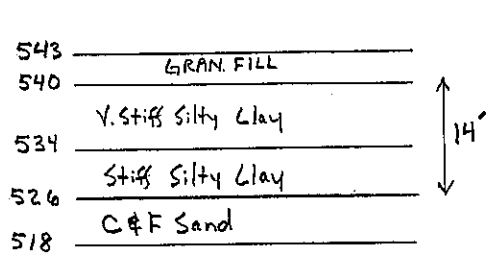 543
GRAN. FILL
540
V. Stiff Silty Clay
14'
534
Stiff Silty Clay
526
C & F Sand
518